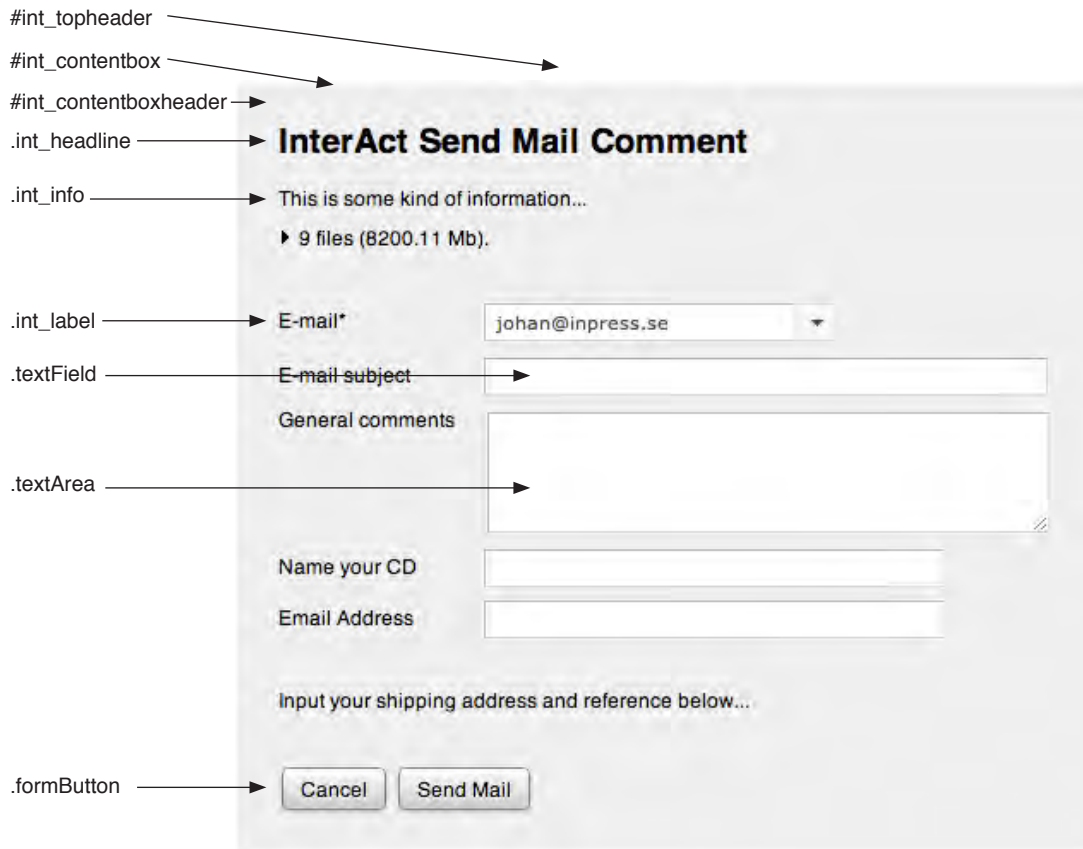 #int_topheader
#int_contentbox
#int_contentboxheader
.int_headline InterAct Send Mail Comment
.int_info This is some kind of information...
9 files (8200.11 Mb).
.int_label E-mail* johan@inpress.se
.textField E-mail subject
General comments
.textArea
Name your CD
Email Address
Input your shipping address and reference below...
.formButton Cancel Send Mail